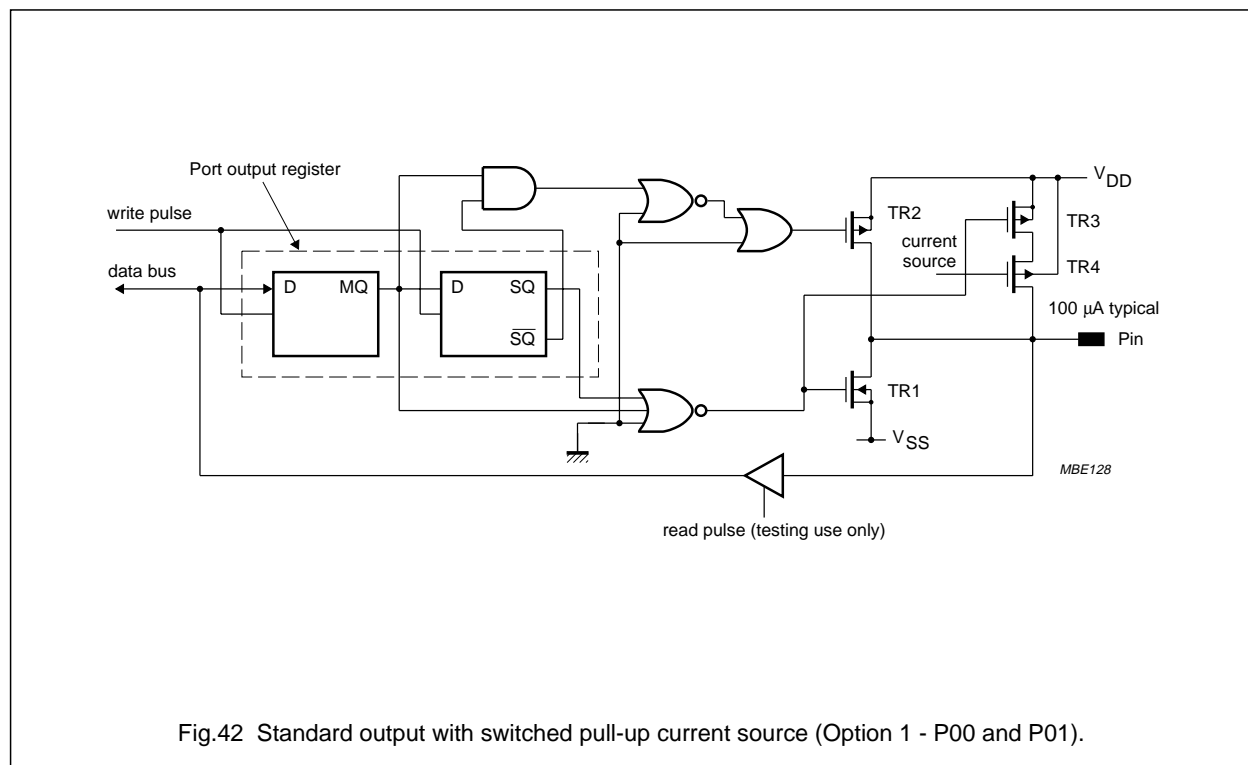 Port output register
write pulse
data bus
D
MQ
D
SQ
SQ
TR2
VDD
TR3
current
source
TR4
100 μA typical
Pin
TR1
VSS
MBE128
read pulse (testing use only)
Fig.42 Standard output with switched pull-up current source (Option 1 - P00 and P01).